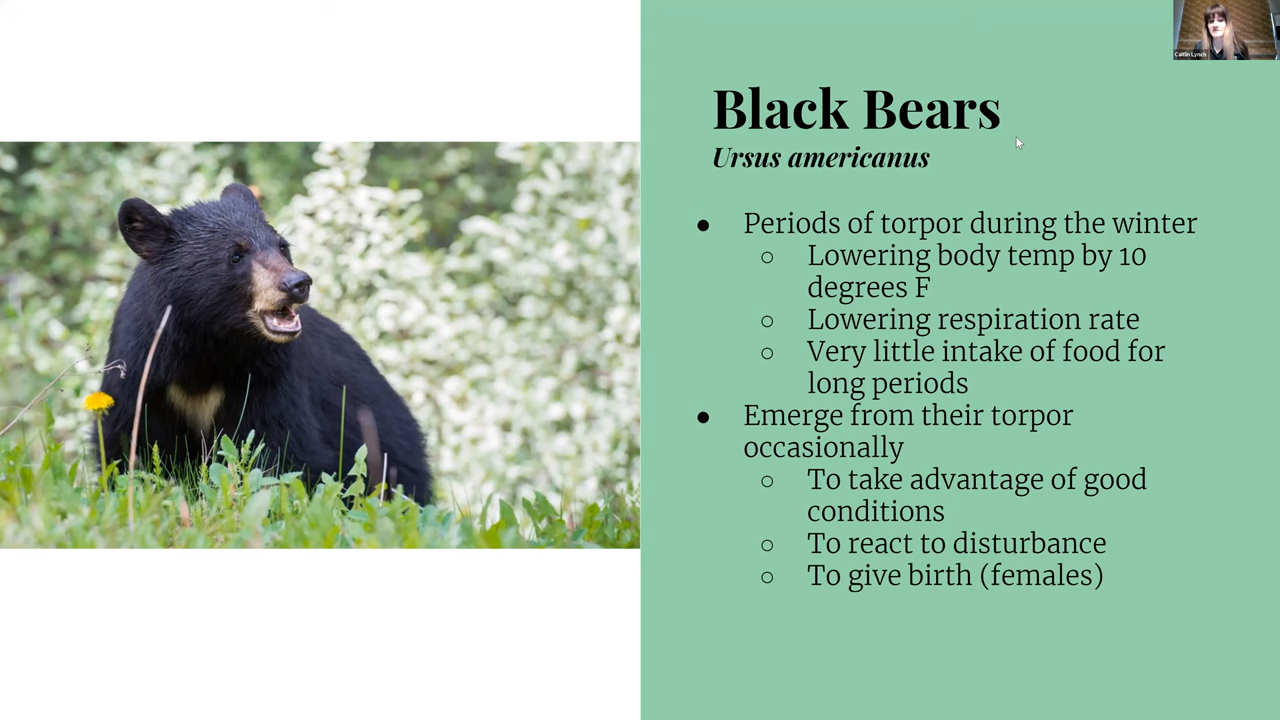 Caitlin Lynch
Black Bears
Ursus americanus
● Periods of torpor during the winter
○ Lowering body temp by 10
degrees F
○ Lowering respiration rate
○ Very little intake of food for
long periods
● Emerge from their torpor
occasionally
○ To take advantage of good
conditions
○ To react to disturbance
○ To give birth (females)